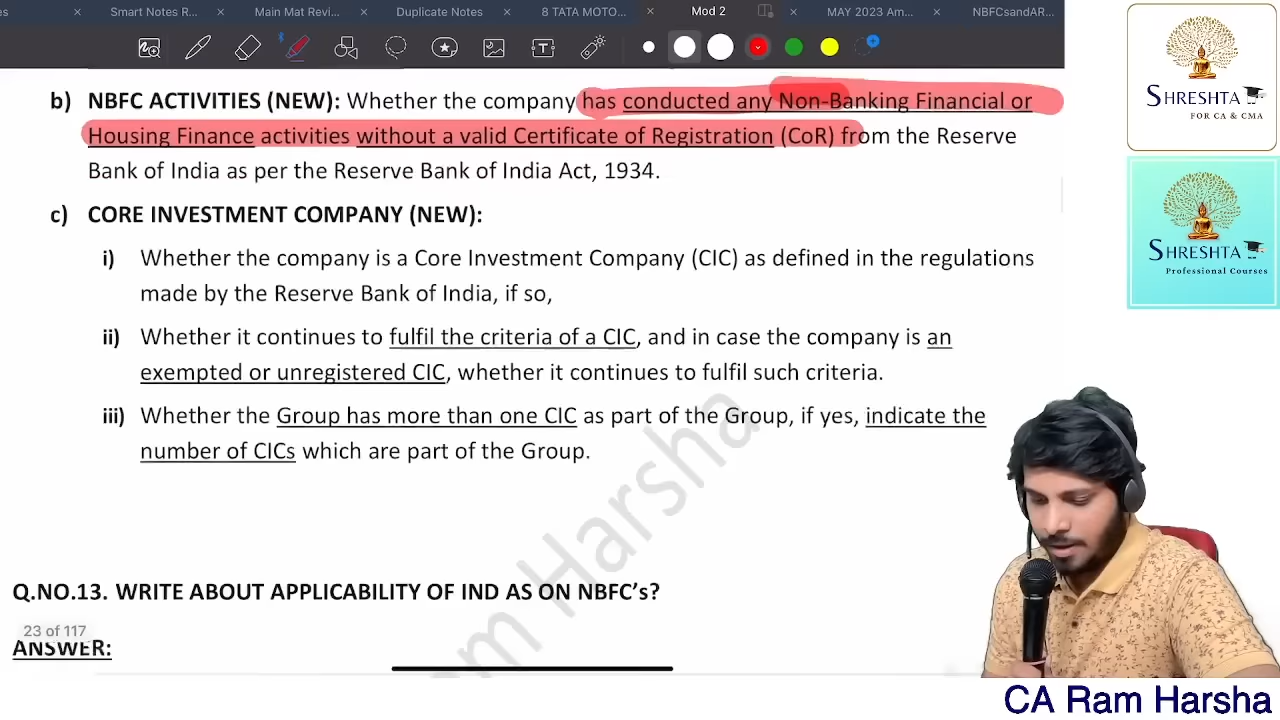 es
Smart Notes R...
Main Mat Revi...
Duplicate Notes
8 TATA MOTO...
Mod 2
MAY 2023 Am...
NBFCsandAR...
b) NBFC ACTIVITIES (NEW): Whether the company has conducted any Non-Banking Financial or
Housing Finance activities without a valid Certificate of Registration (CoR) from the Reserve
Bank of India as per the Reserve Bank of India Act, 1934.
c) CORE INVESTMENT COMPANY (NEW):
i) Whether the company is a Core Investment Company (CIC) as defined in the regulations
made by the Reserve Bank of India, if so,
ii) Whether it continues to fulfil the criteria of a CIC, and in case the company is an
exempted or unregistered CIC, whether it continues to fulfil such criteria.
iii) Whether the Group has more than one CIC as part of the Group, if yes, indicate the
number of CICs which are part of the Group.
Q.NO.13. WRITE ABOUT APPLICABILITY OF IND AS ON NBFC's?
23 of 117
ANSWER:
am Harsha
SHRESHTA
FOR CA & CMA
SHRESHTA
Professional Courses
CA Ram Harsha